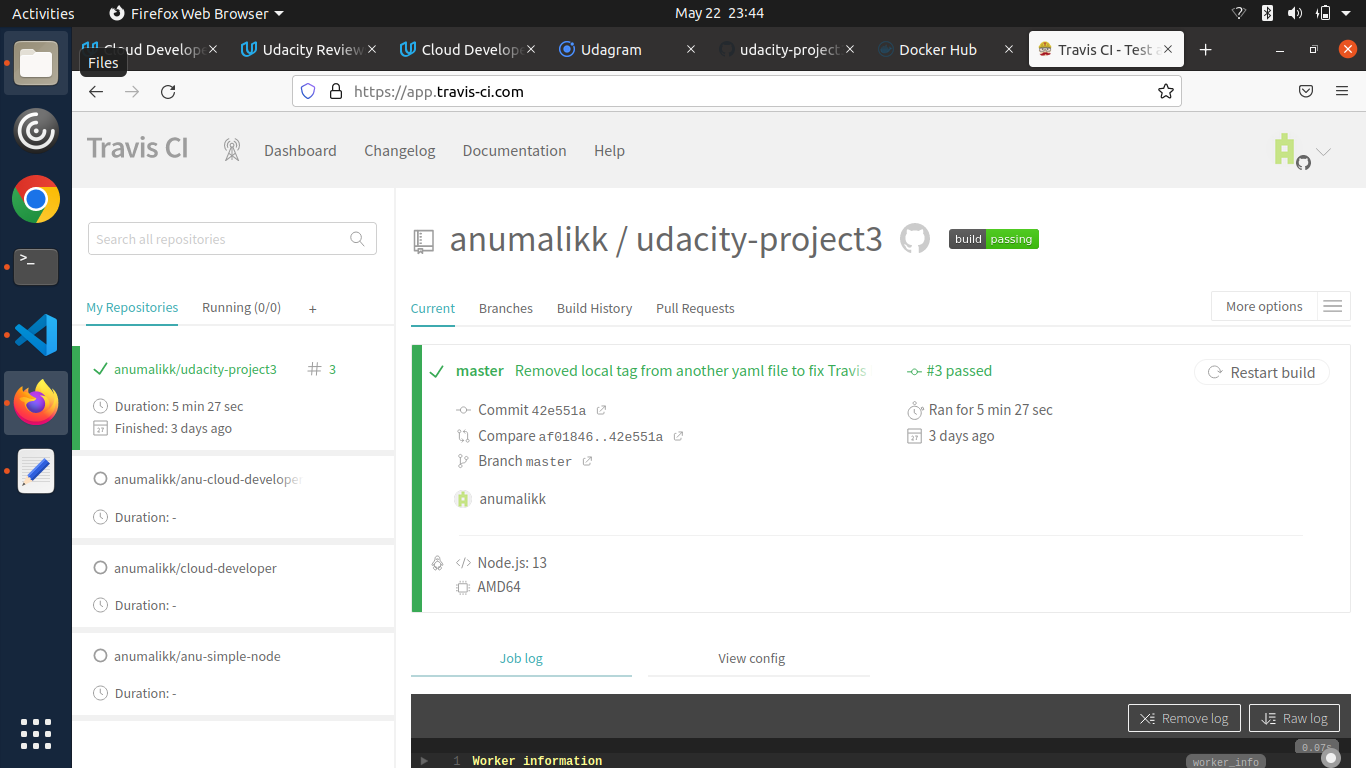 Activities
Firefox Web Browser
May 22 23:44
Cloud Develope
Udacity Review
Cloud Develope
Udagram
udacity-project
Docker Hub
Travis CI - Test a
Files
https://app.travis-ci.com
Travis CI
Dashboard
Changelog
Documentation
Help
Search all repositories
My Repositories
Running (0/0)
+
anumalikk/udacity-project3
# 3
Duration: 5 min 27 sec
Finished: 3 days ago
anumalikk/anu-cloud-developer
Duration: -
anumalikk/cloud-developer
Duration: -
anumalikk/anu-simple-node
Duration: -
anumalikk / udacity-project3
build passing
Current
Branches
Build History
Pull Requests
More options
master Removed local tag from another yaml file to fix Travis
#3 passed
Restart build
Commit 42e551a
Ran for 5 min 27 sec
Compare af01846..42e551a
3 days ago
Branch master
anumalikk
Node.js: 13
AMD64
Job log
View config
Remove log
Raw log
0.07s
1 Worker information
worker_info